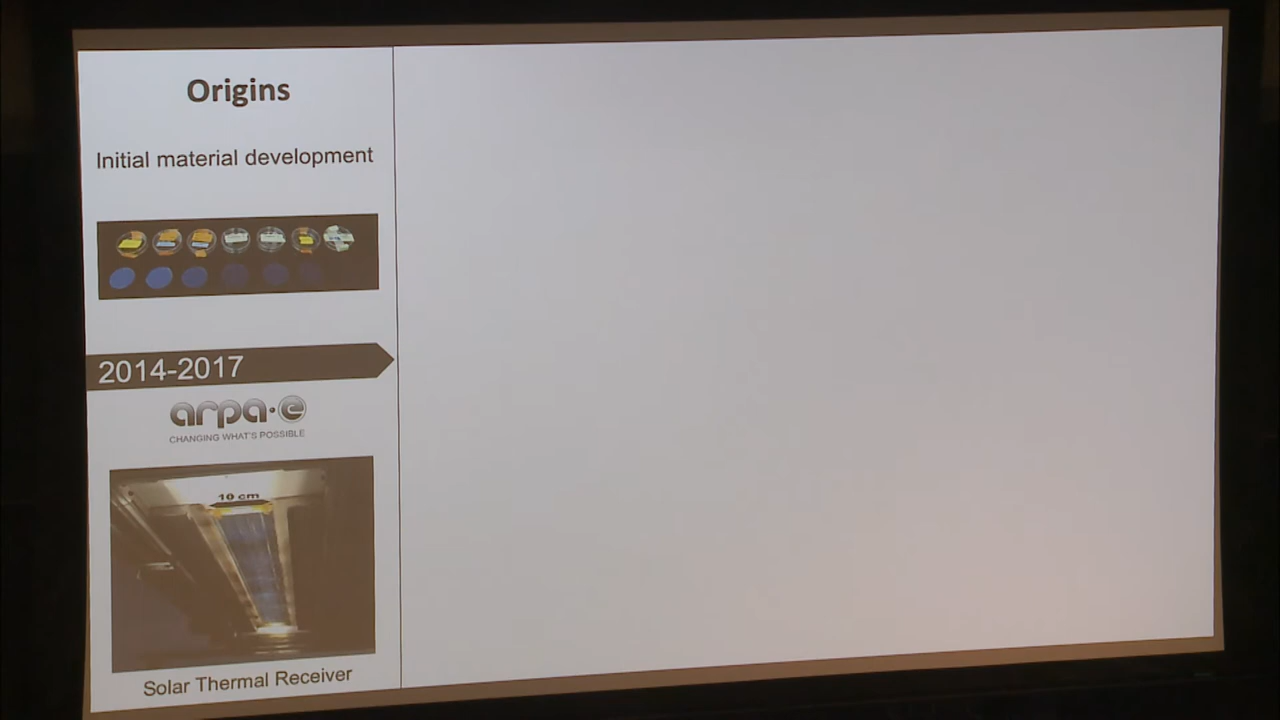 Origins
Initial material development
2014-2017
arpa·e
CHANGING WHAT'S POSSIBLE
10 cm
Solar Thermal Receiver